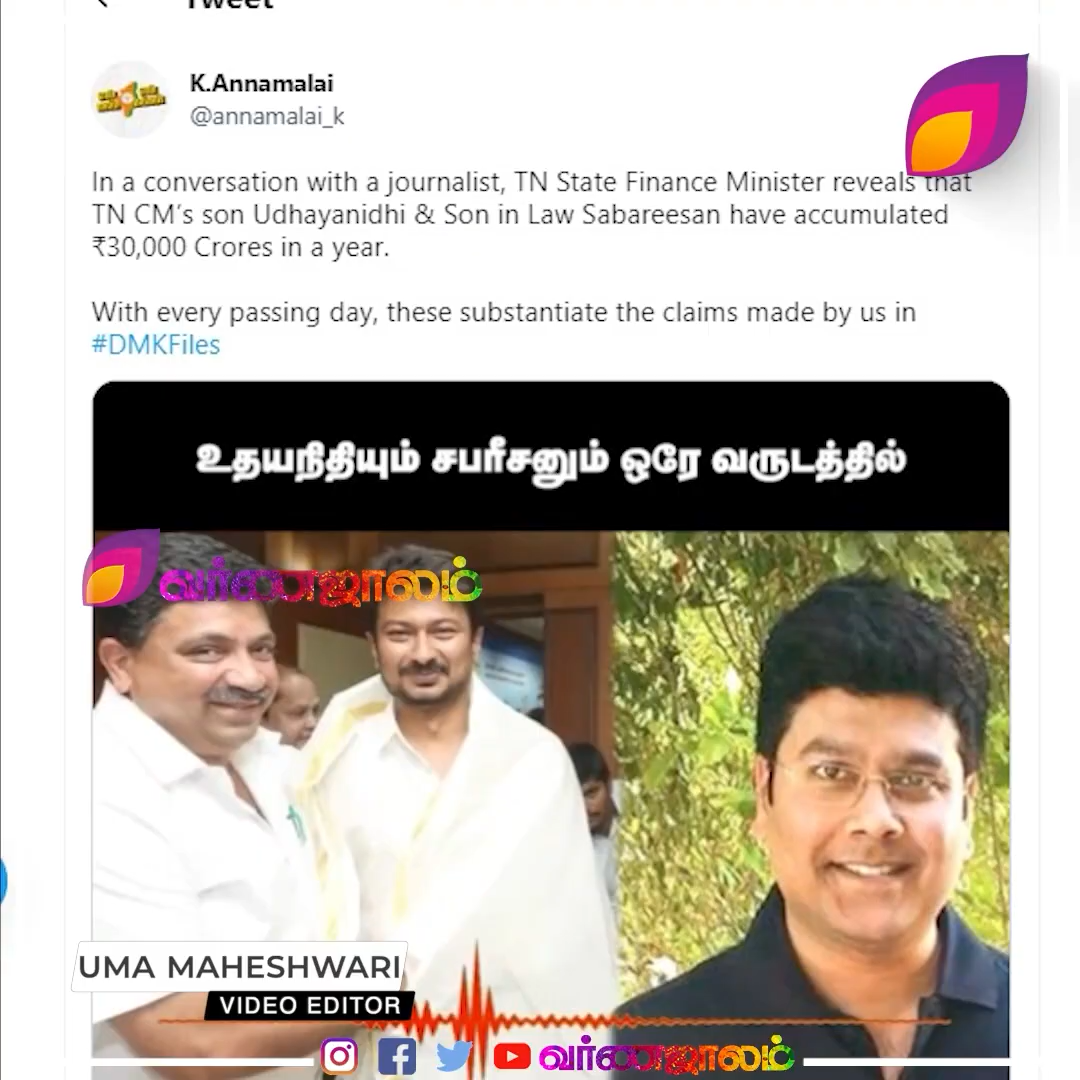 Tweet
K.Annamalai
@annamalai_k
In a conversation with a journalist, TN State Finance Minister reveals that
TN CM's son Udhayanidhi & Son in Law Sabareesan have accumulated
₹30,000 Crores in a year.
With every passing day, these substantiate the claims made by us in
#DMKFiles
உதயநிதியும் சபரீசனும் ஒரே வருடத்தில்
வர்ணஜாலம்
UMA MAHESHWARI
VIDEO EDITOR
வர்ணஜாலம்